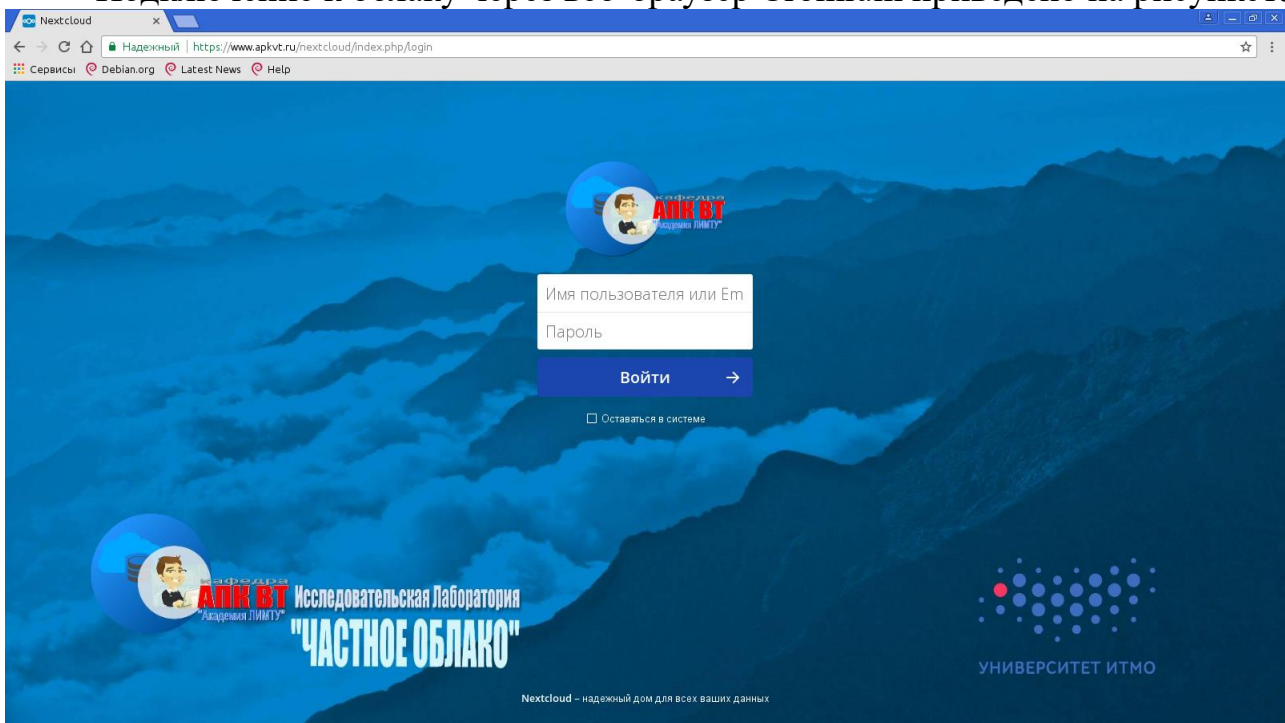 Nextcloud
Надежный | https://www.apkvt.ru/nextcloud/index.php/login
Сервисы Debian.org Latest News Help
кафедра
АПК ВТ
"Академия ЛИМТУ"
Имя пользователя или Em
Пароль
Войти
Оставаться в системе
кафедра
АПК ВТ
"Академия ЛИМТУ"
Исследовательская Лаборатория
"ЧАСТНОЕ ОБЛАКО"
УНИВЕРСИТЕТ ИТМО
Nextcloud – надежный дом для всех ваших данных